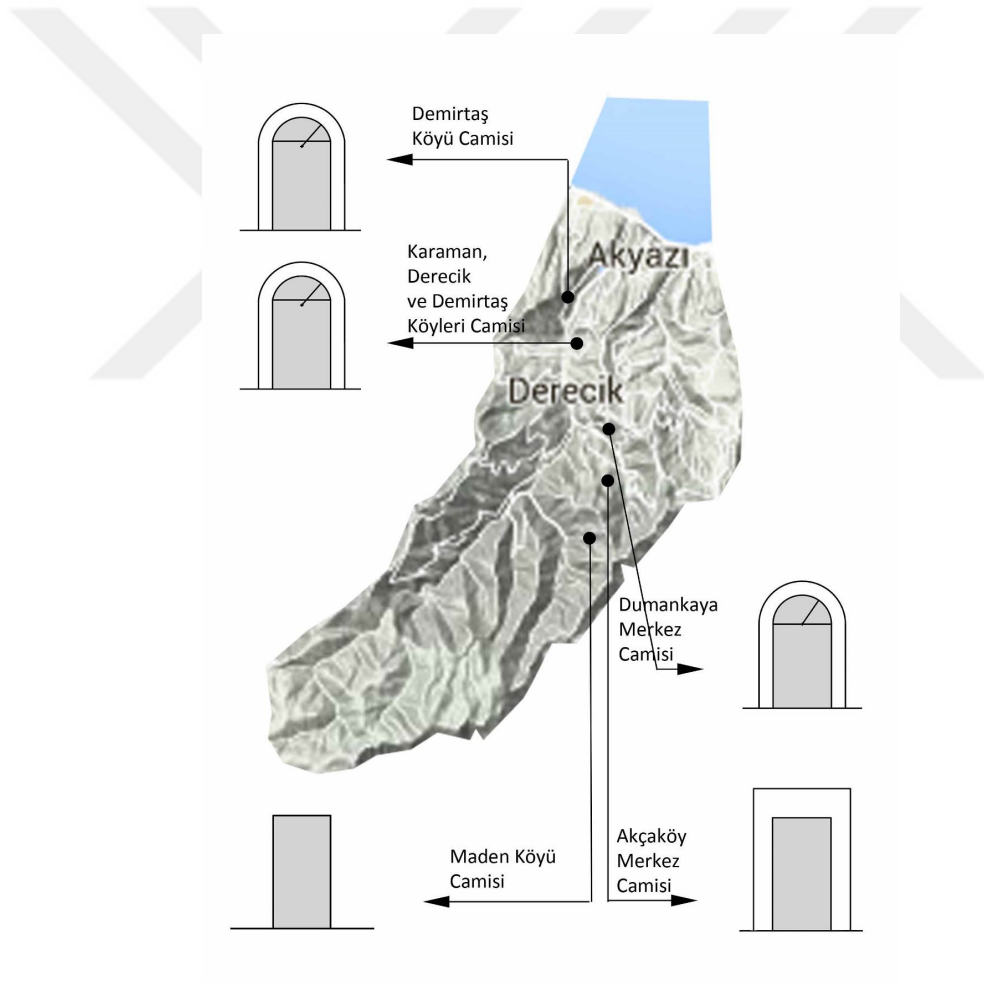 Demirtaş
Köyü Camisi
Karaman,
Derecik
ve Demirtaş
Köyleri Camisi
Akyazı
Derecik
Dumankaya
Merkez
Camisi
Maden Köyü
Camisi
Akçaköy
Merkez
Camisi